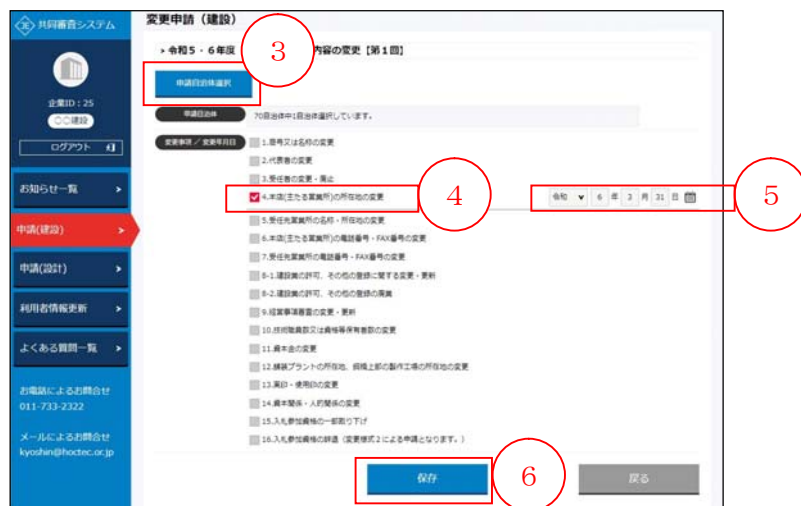 共同審査システム
企業ID：25
〇〇建設
ログアウト
お知らせ一覧
申請(建設)
申請(設計)
利用者情報更新
よくある質問一覧
お電話によるお問合せ
011-733-2322
メールによるお問合せ
kyoshin@hoctec.or.jp
変更申請（建設）
令和５・６年度
内容の変更【第１回】
③
申請自治体選択
申請自治体
70自治体中1自治体選択しています。
変更事項 ／ 変更年月日
1.商号又は名称の変更
2.代表者の変更
3.受任者の変更・廃止
4.本店(主たる営業所)の所在地の変更
④
令和 6 年 3 月 31 日
⑤
5.受任先営業所の名称・所在地の変更
6.本店(主たる営業所)の電話番号・FAX番号の変更
7.受任先営業所の電話番号・FAX番号の変更
8-1.建設業の許可、その他の登録に関する変更・更新
8-2.建設業の許可、その他の登録の廃業
9.経営事項審査の変更・更新
10.技術職員数又は資格等保有者数の変更
11.資本金の変更
12.舗装プラントの所在地、橋梁上部の製作工場の所在地の変更
13.実印・使用印の変更
14.資本関係・人的関係の変更
15.入札参加資格の一部取り下げ
16.入札参加資格の辞退（変更様式２による申請となります。）
保存
⑥
戻る